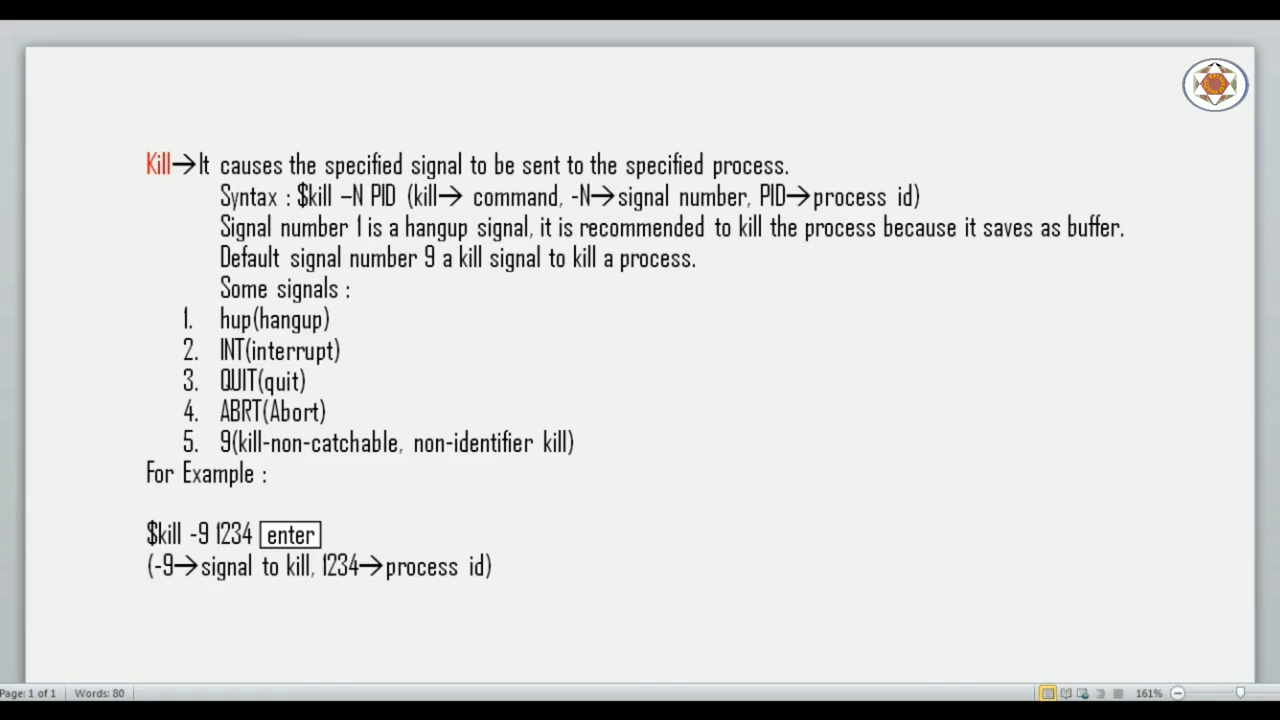 Kill→It causes the specified signal to be sent to the specified process.
Syntax : $kill –N PID (kill→ command, -N→signal number, PID→process id)
Signal number 1 is a hangup signal, it is recommended to kill the process because it saves as buffer.
Default signal number 9 a kill signal to kill a process.
Some signals :
1. hup(hangup)
2. INT(interrupt)
3. QUIT(quit)
4. ABRT(Abort)
5. 9(kill-non-catchable, non-identifier kill)
For Example :
$kill -9 1234 enter
(-9→signal to kill, 1234→process id)
Page: 1 of 1 Words: 80 161%